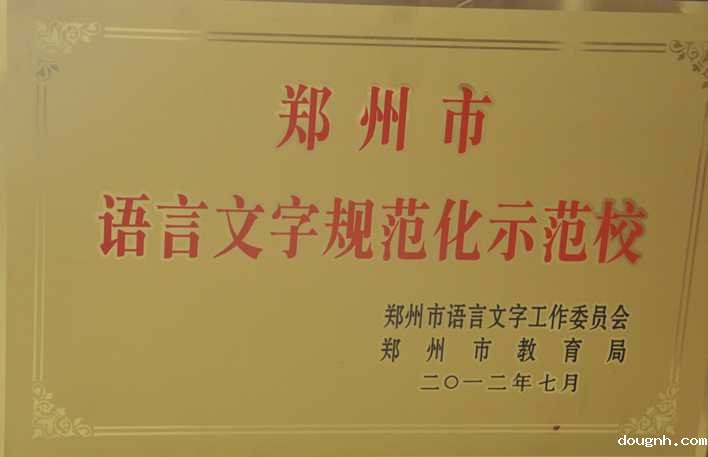 郑州市
语言文字规范化示范校
郑州市语言文字工作委员会
郑州市教育局
二〇一二年七月
dougnh.com